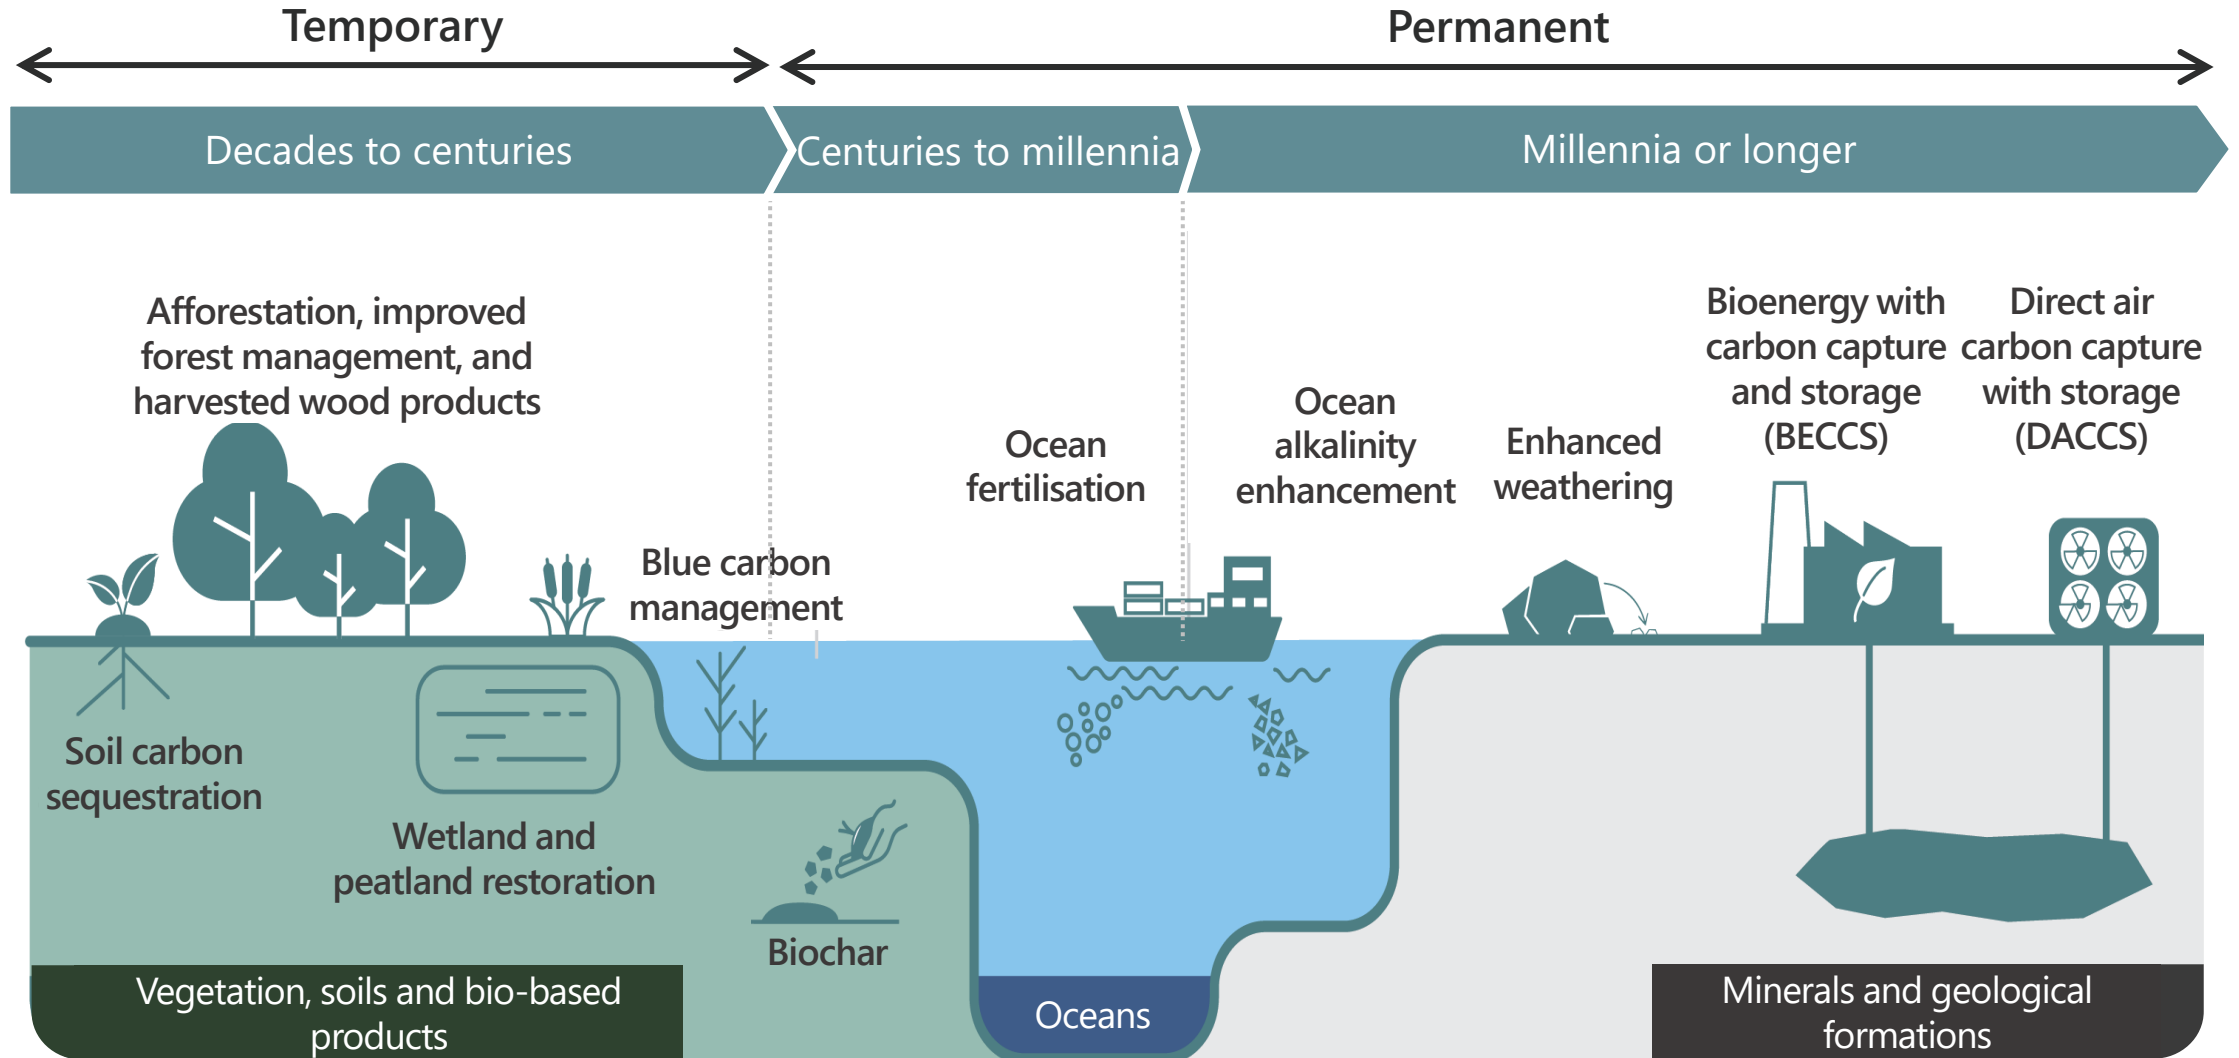 Temporary
Permanent
Decades to centuries
Centuries to millennia
Millennia or longer
Afforestation, improved
forest management, and
harvested wood products
Bioenergy with
carbon capture
and storage
(BECCS)
Direct air
carbon capture
with storage
(DACCS)
Ocean
fertilisation
Ocean
alkalinity
enhancement
Enhanced
weathering
Blue carbon
management
Soil carbon
sequestration
Wetland and
peatland restoration
Biochar
Vegetation, soils and bio-based
products
Oceans
Minerals and geological
formations